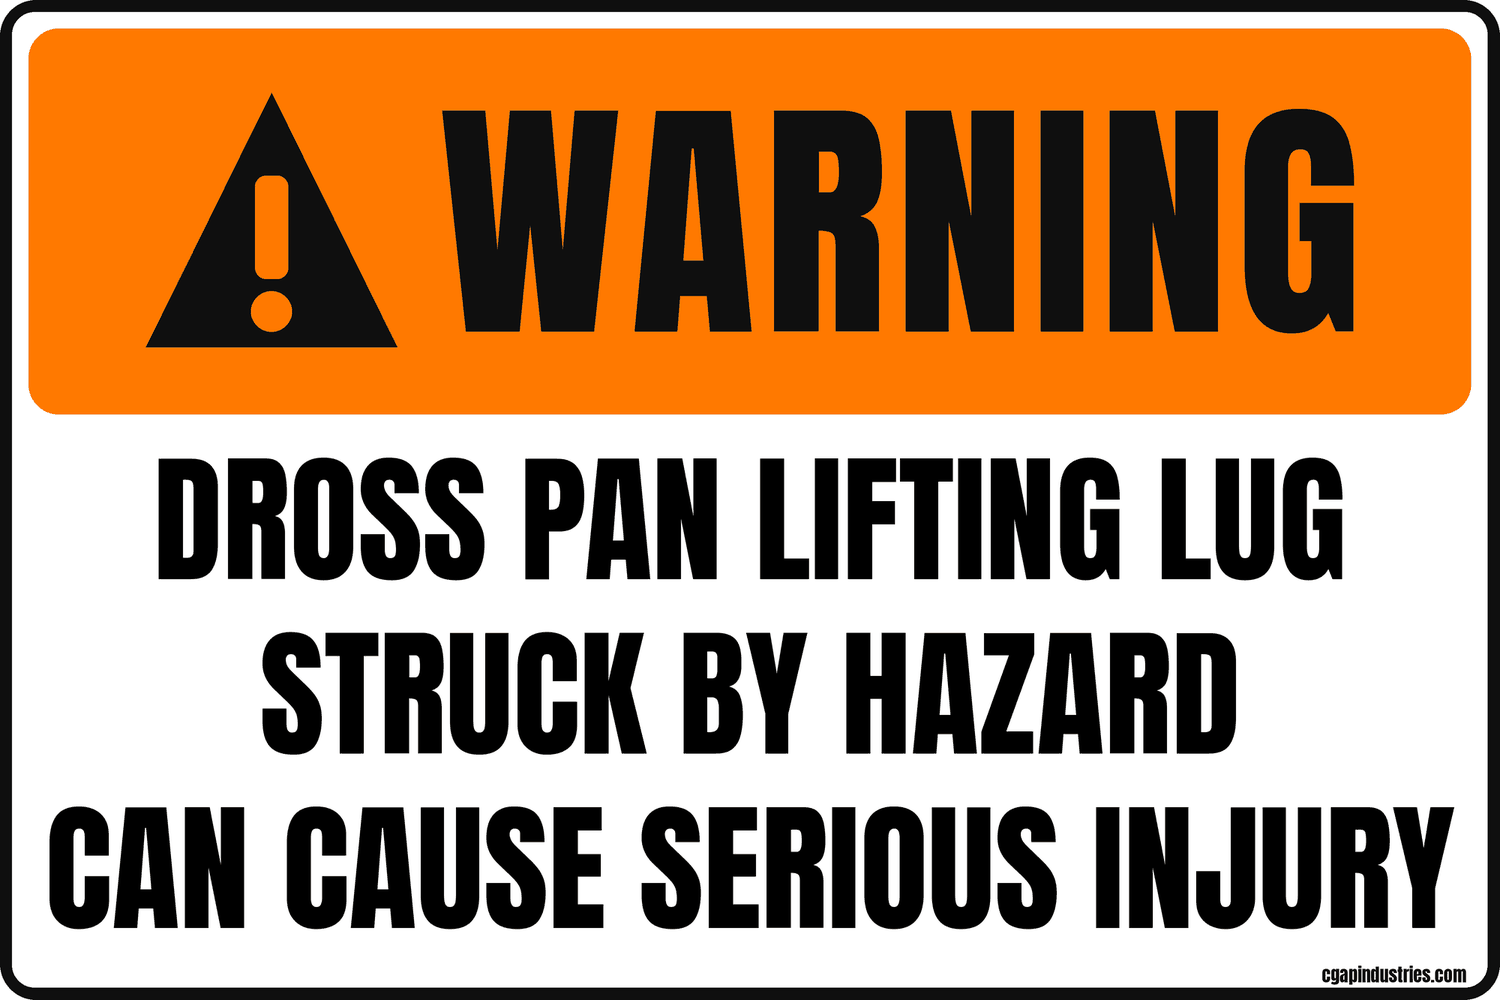 WARNING
DROSS PAN LIFTING LUG
STRUCK BY HAZARD
CAN CAUSE SERIOUS INJURY
cgapindustries.com